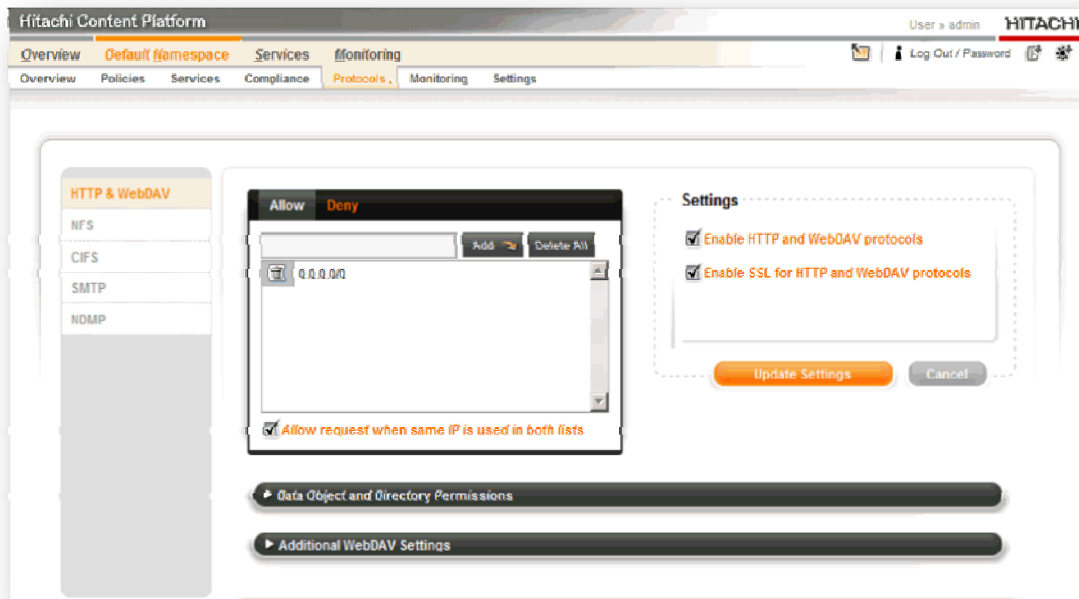 Hitachi Content Platform
User » admin
HITACHI
Overview Default Namespace Services Monitoring
Log Out / Password
Overview Policies Services Compliance Protocols Monitoring Settings
HTTP & WebDAV
NFS
CIFS
SMTP
NDMP
Allow Deny
Add Delete All
0.0.0.0/0
Allow request when same IP is used in both lists
Settings
Enable HTTP and WebDAV protocols
Enable SSL for HTTP and WebDAV protocols
Update Settings Cancel
Data Object and Directory Permissions
Additional WebDAV Settings